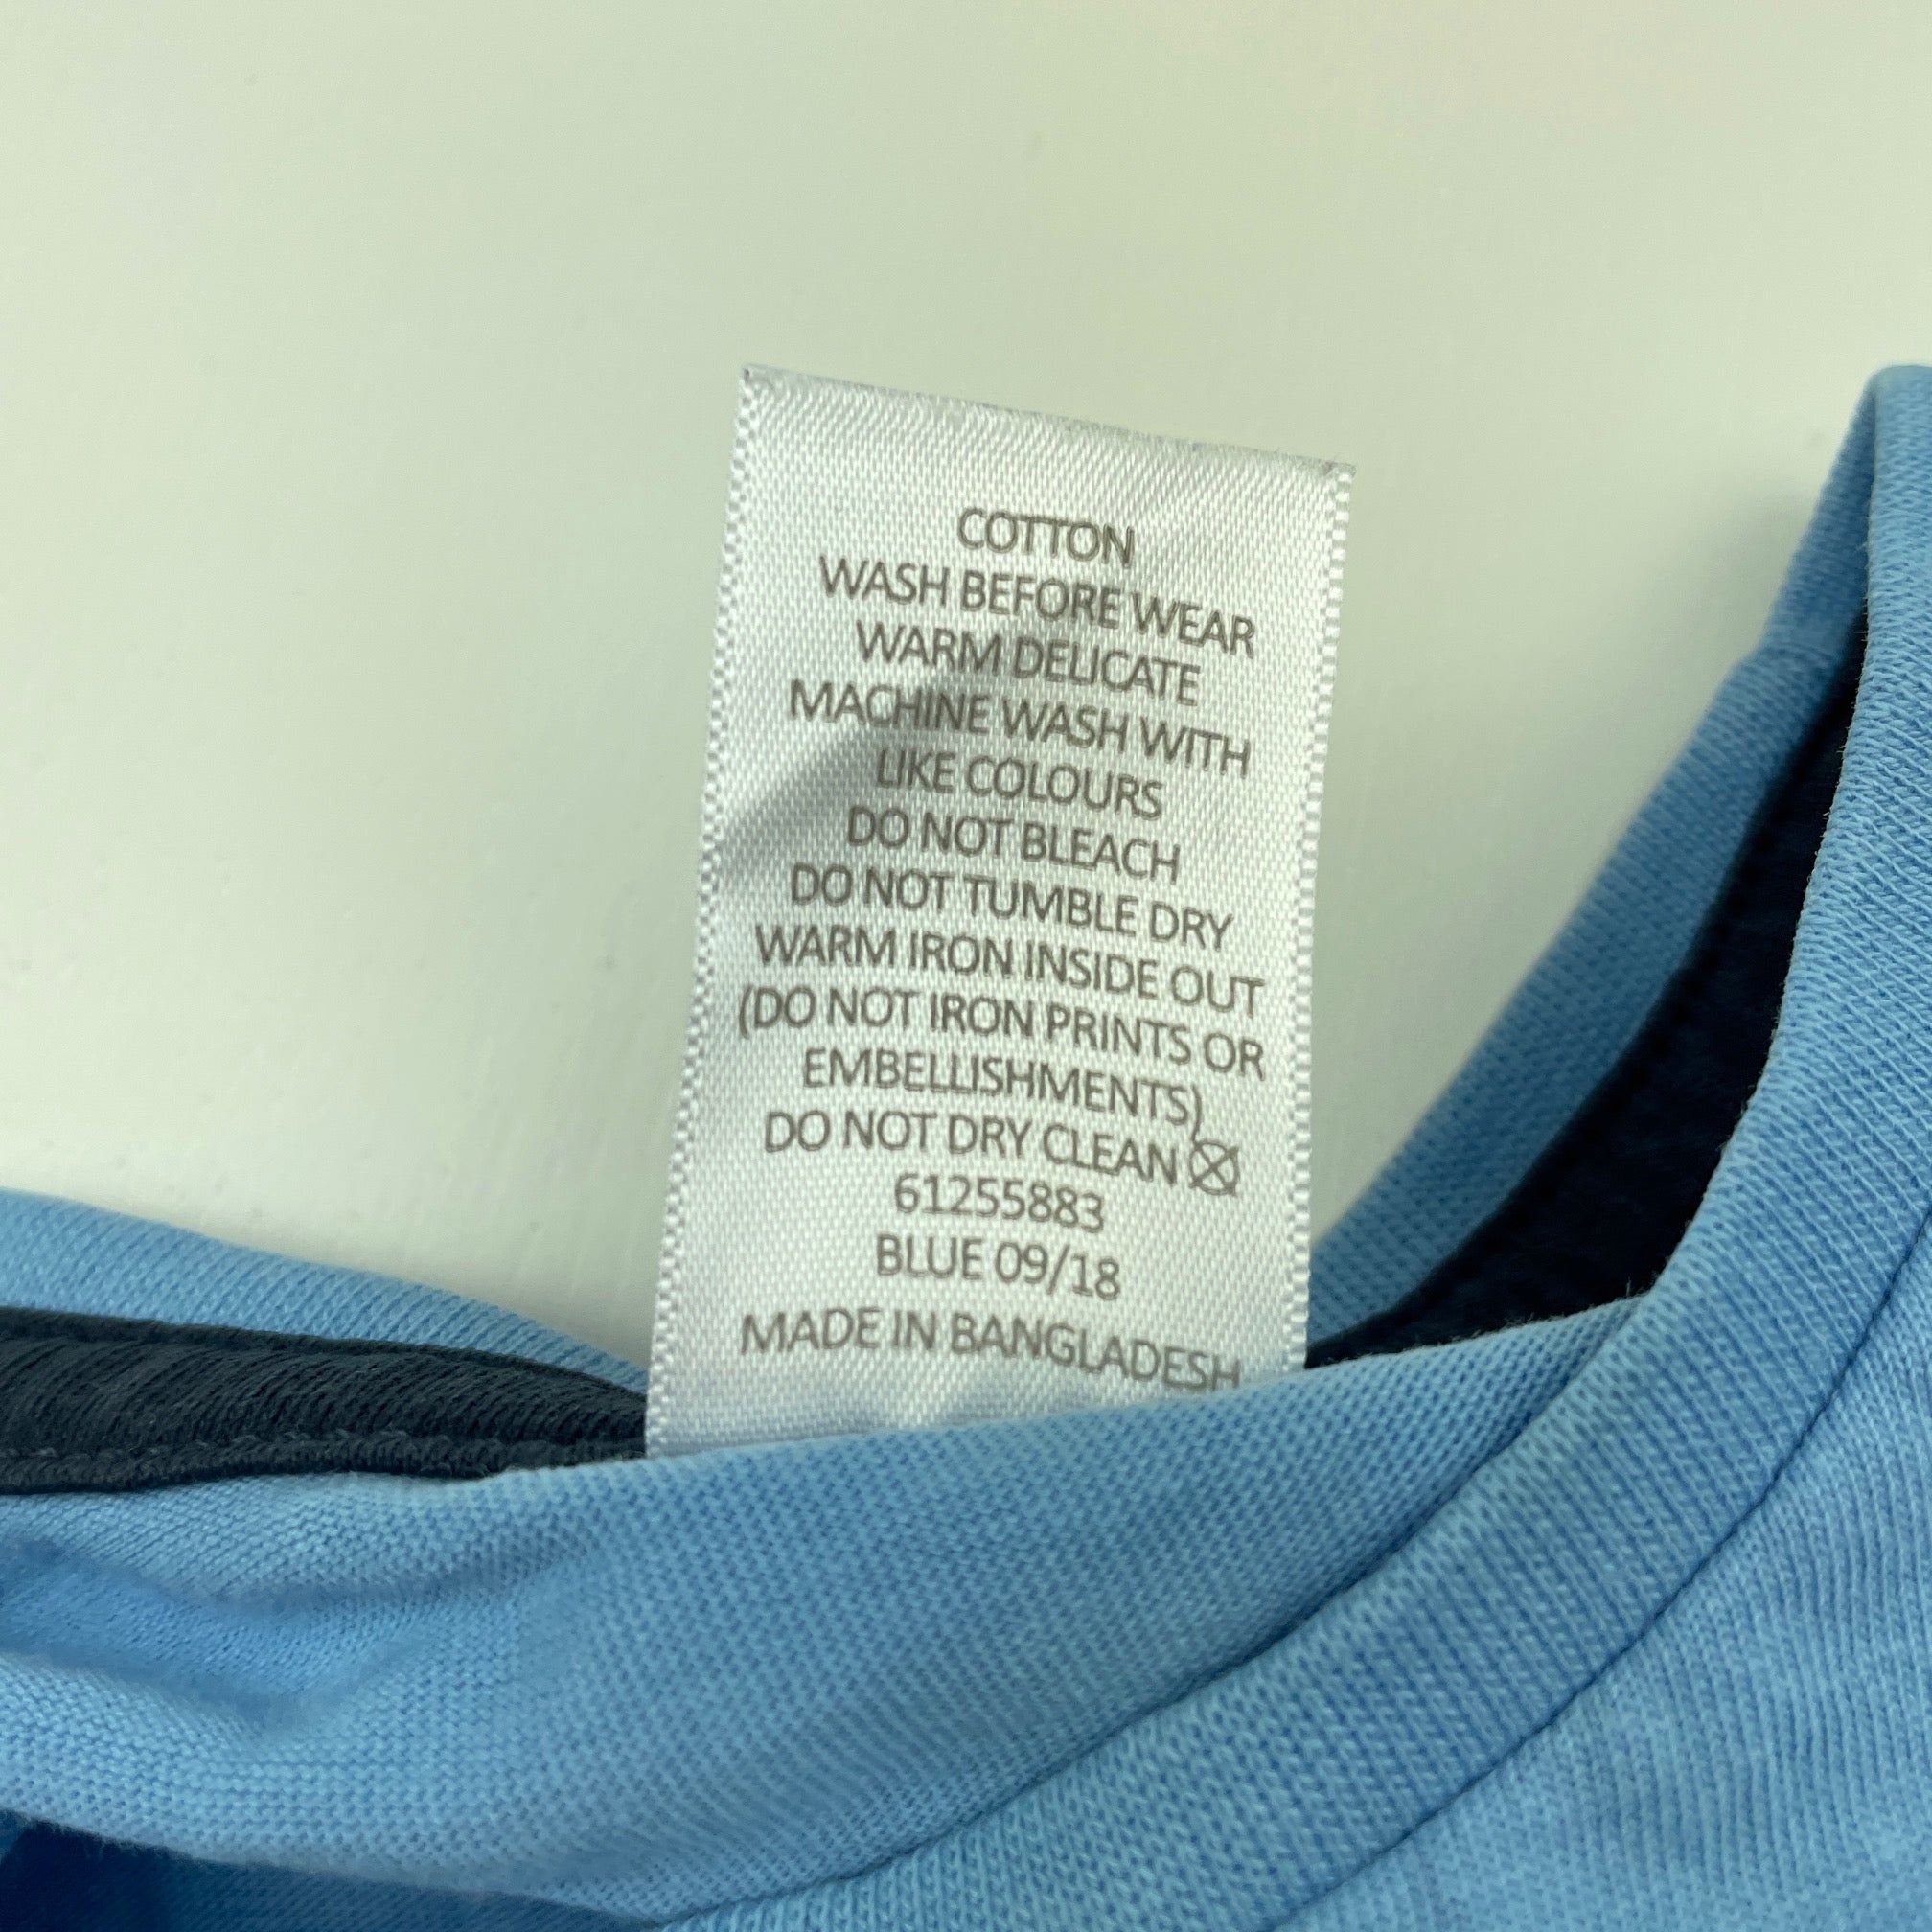 COTTON
WASH BEFORE WEAR
WARM DELICATE
MACHINE WASH WITH
LIKE COLOURS
DO NOT BLEACH
DO NOT TUMBLE DRY
WARM IRON INSIDE OUT
(DO NOT IRON PRINTS OR
EMBELLISHMENTS)
DO NOT DRY CLEAN
61255883
BLUE 09/18
MADE IN BANGLADESH